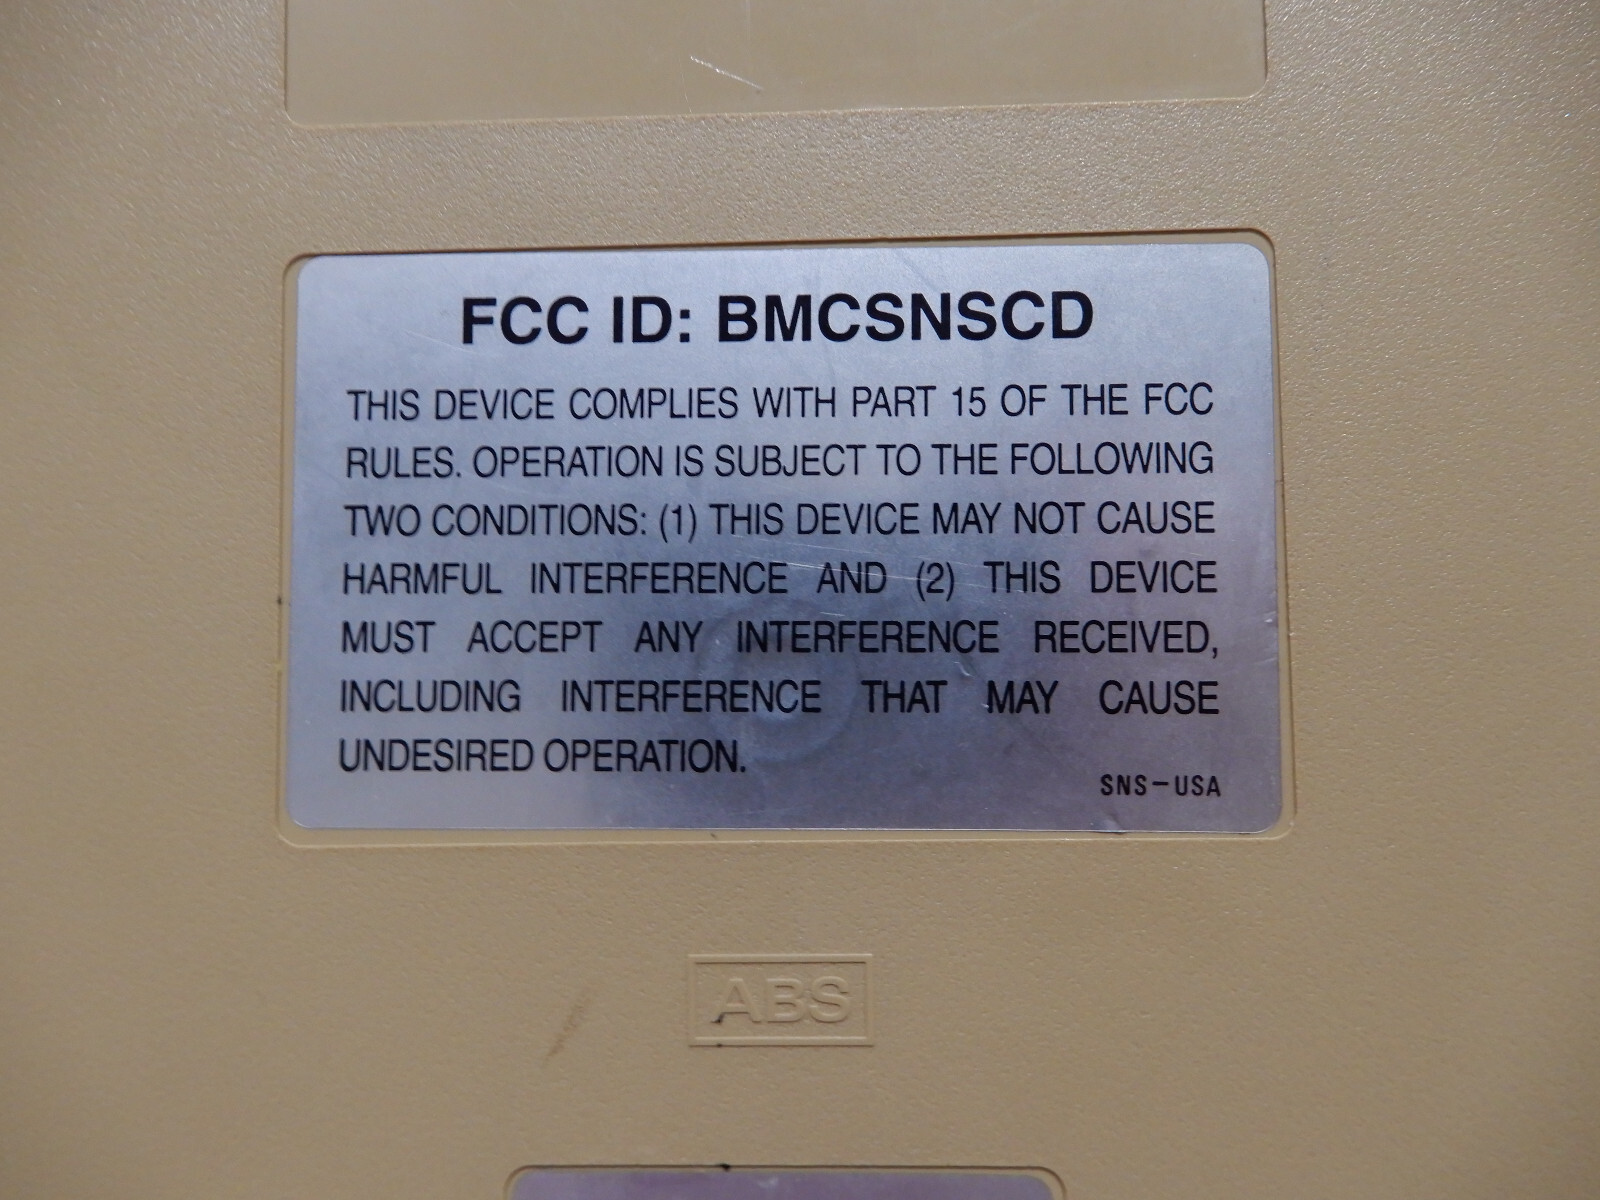 FCC ID: BMCSNSCD
THIS DEVICE COMPLIES WITH PART 15 OF THE FCC
RULES. OPERATION IS SUBJECT TO THE FOLLOWING
TWO CONDITIONS: (1) THIS DEVICE MAY NOT CAUSE
HARMFUL INTERFERENCE AND (2) THIS DEVICE
MUST ACCEPT ANY INTERFERENCE RECEIVED,
INCLUDING INTERFERENCE THAT MAY CAUSE
UNDESIRED OPERATION.
SNS-USA
ABS